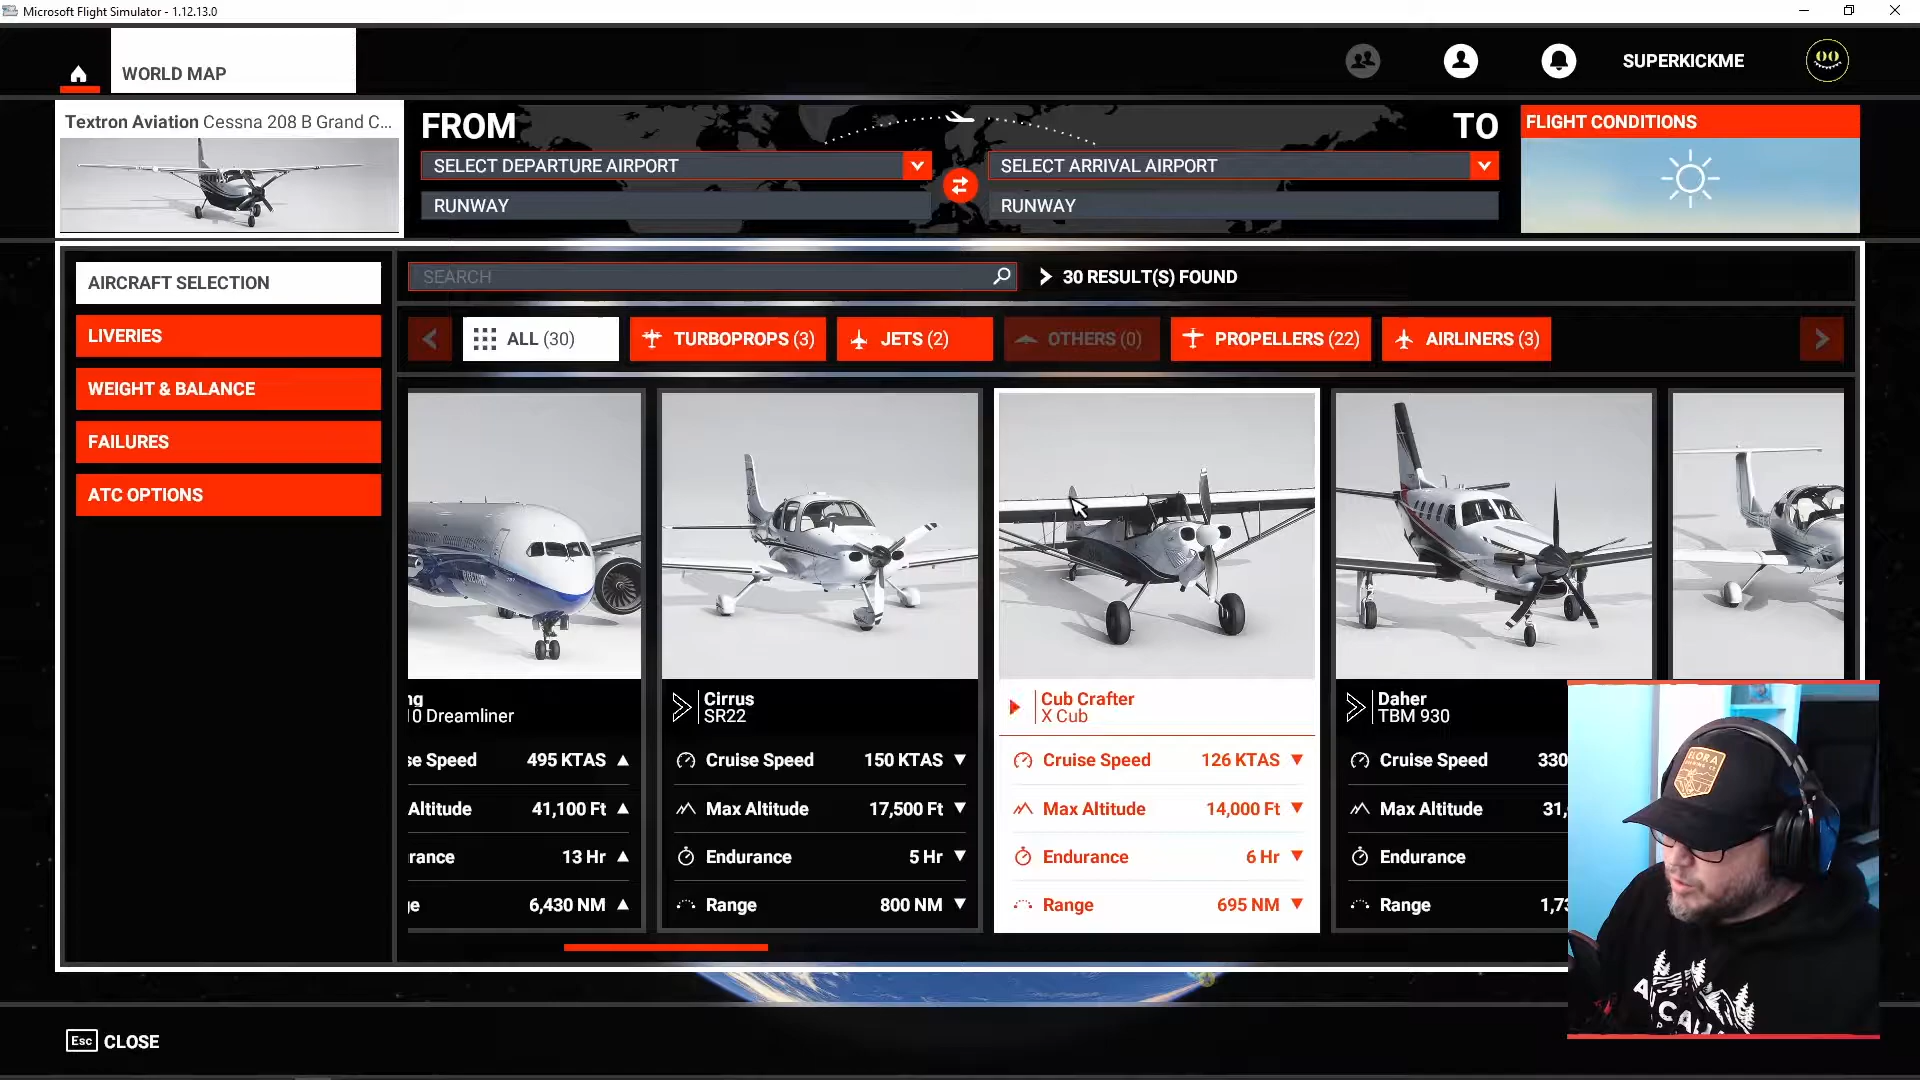 Microsoft Flight Simulator - 1.12.13.0
WORLD MAP
SUPERKICKME
Textron Aviation Cessna 208 B Grand C...
FROM
SELECT DEPARTURE AIRPORT
RUNWAY
TO
SELECT ARRIVAL AIRPORT
RUNWAY
FLIGHT CONDITIONS
AIRCRAFT SELECTION
LIVERIES
WEIGHT & BALANCE
FAILURES
ATC OPTIONS
SEARCH
30 RESULT(S) FOUND
ALL (30)
TURBOPROPS (3)
JETS (2)
OTHERS (0)
PROPELLERS (22)
AIRLINERS (3)
ng
10 Dreamliner
se Speed 495 KTAS
Altitude 41,100 Ft
rance 13 Hr
ge 6,430 NM
Cirrus
SR22
Cruise Speed 150 KTAS
Max Altitude 17,500 Ft
Endurance 5 Hr
Range 800 NM
Cub Crafter
X Cub
Cruise Speed 126 KTAS
Max Altitude 14,000 Ft
Endurance 6 Hr
Range 695 NM
Daher
TBM 930
Cruise Speed 330
Max Altitude 31,
Endurance
Range 1,73
Esc CLOSE